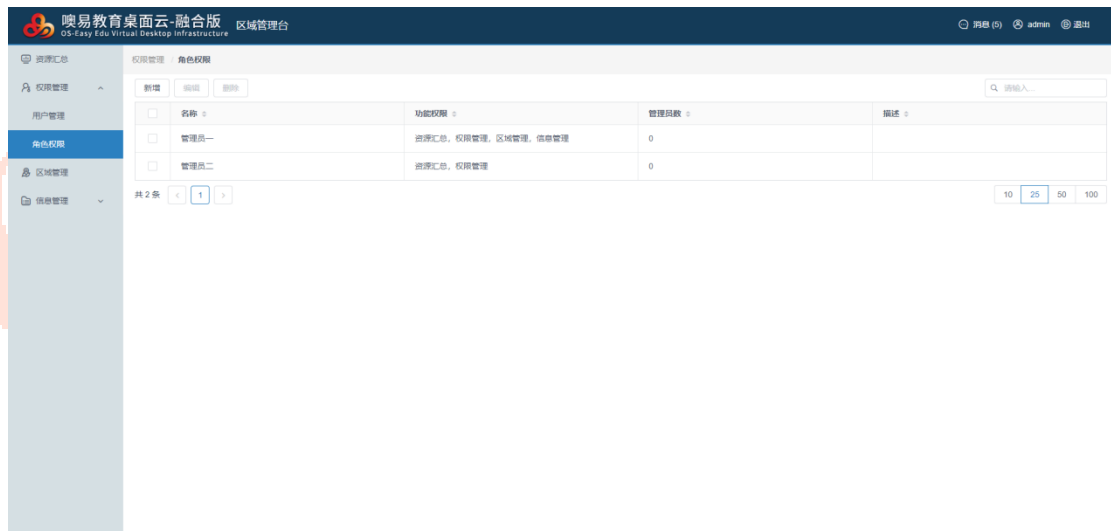 噢易教育桌面云-融合版 区域管理台 消息 (5) admin 退出
OS-Easy Edu Virtual Desktop Infrastructure
资源汇总
权限管理 / 角色权限
权限管理
新增 编辑 删除 请输入...
用户管理
名称 功能权限 管理员数 描述
角色权限
管理员一 资源汇总, 权限管理, 区域管理, 信息管理 0
管理员二 资源汇总, 权限管理 0
区域管理
信息管理
共 2 条 < 1 > 10 25 50 100